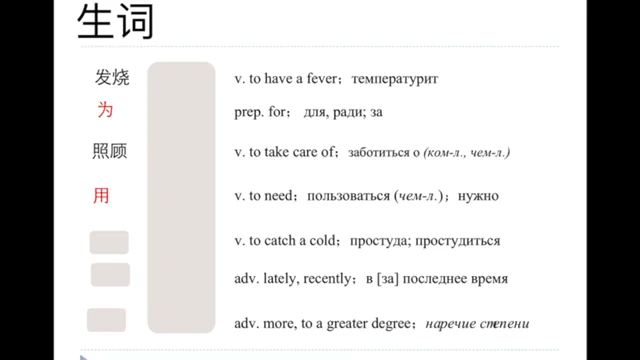 生词
发烧 v. to have a fever；температурит
为 prep. for； для, ради; за
照顾 v. to take care of；заботиться о (ком-л., чем-л.)
用 v. to need；пользоваться (чем-л.)；нужно
v. to catch a cold；простуда; простудиться
adv. lately, recently；в [за] последнее время
adv. more, to a greater degree；наречие степени